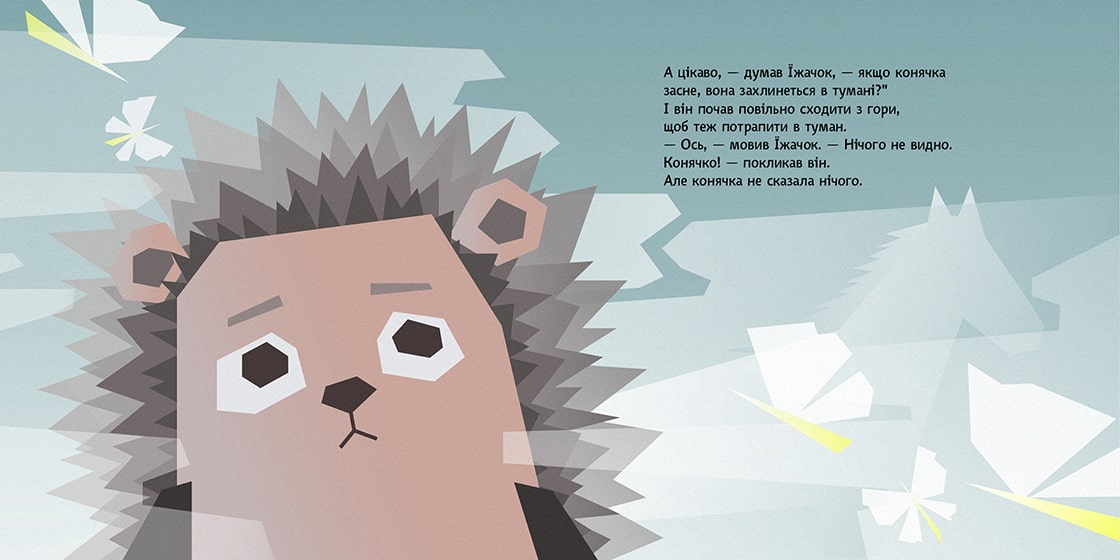 А цікаво, — думав Їжачок, — якщо конячка
засне, вона захлинеться в тумані?"
І він почав повільно сходити з гори,
щоб теж потрапити в туман.
— Ось, — мовив Їжачок. — Нічого не видно.
Конячко! — покликав він.
Але конячка не сказала нічого.